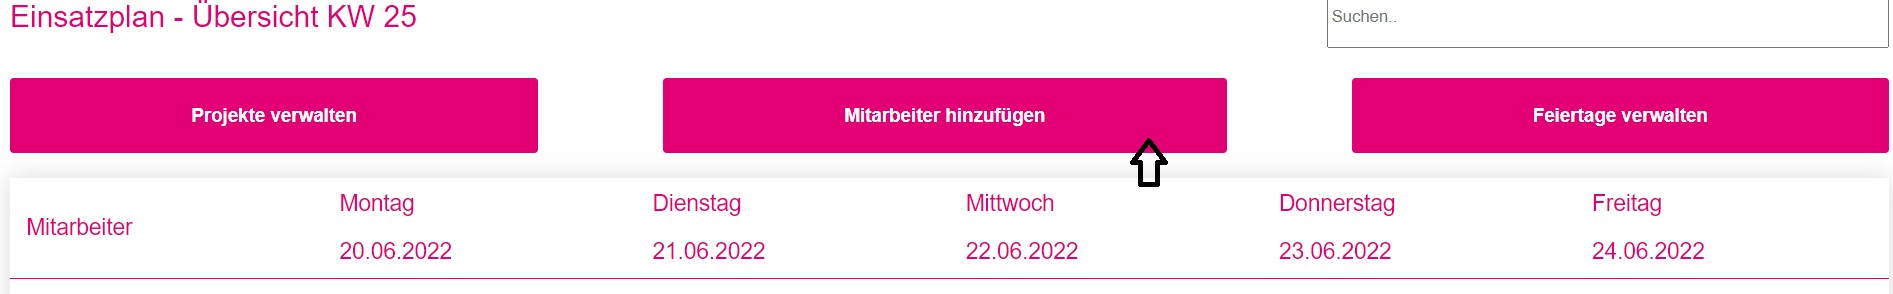 Einsatzplan - Übersicht KW 25
Suchen..
Projekte verwalten
Mitarbeiter hinzufügen
Feiertage verwalten
Mitarbeiter
Montag
20.06.2022
Dienstag
21.06.2022
Mittwoch
22.06.2022
Donnerstag
23.06.2022
Freitag
24.06.2022